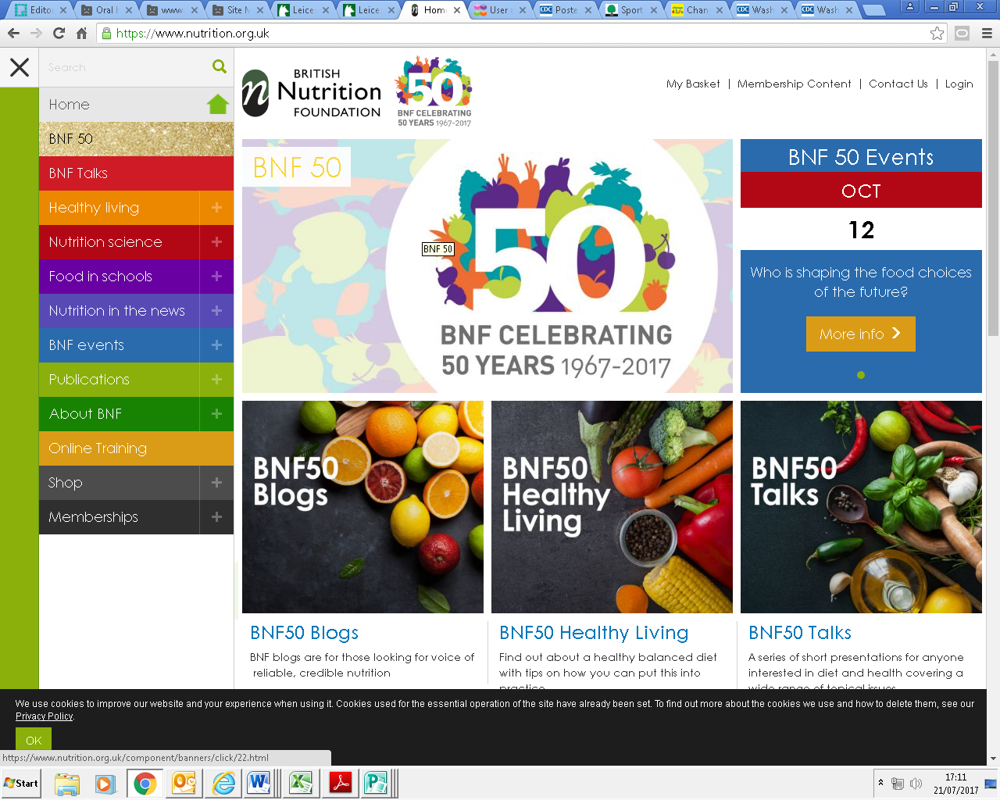 Editor
Oral h
www.
Site M
Leice
Leice
Hom
User a
Poste
Sport
Chan
Wash
Wash
https://www.nutrition.org.uk
Search
Home
BNF 50
BNF Talks
Healthy living
Nutrition science
Food in schools
Nutrition in the news
BNF events
Publications
About BNF
Online Training
Shop
Memberships
BRITISH
Nutrition
FOUNDATION
50
BNF CELEBRATING
50 YEARS 1967-2017
My Basket | Membership Content | Contact Us | Login
BNF 50
50
BNF 50
BNF CELEBRATING
50 YEARS 1967-2017
BNF 50 Events
OCT
12
Who is shaping the food choices
of the future?
More info
BNF50
Blogs
BNF50
Healthy
Living
BNF50
Talks
BNF50 Blogs
BNF blogs are for those looking for voice of
reliable, credible nutrition
BNF50 Healthy Living
Find out about a healthy balanced diet
with tips on how you can put this into
practice
BNF50 Talks
A series of short presentations for anyone
interested in diet and health covering a
wide range of topical issues
We use cookies to improve our website and your experience when using it. Cookies used for the essential operation of the site have already been set. To find out more about the cookies we use and how to delete them, see our
Privacy Policy.
OK
https://www.nutrition.org.uk/component/banners/click/22.html
Start
17:11
21/07/2017